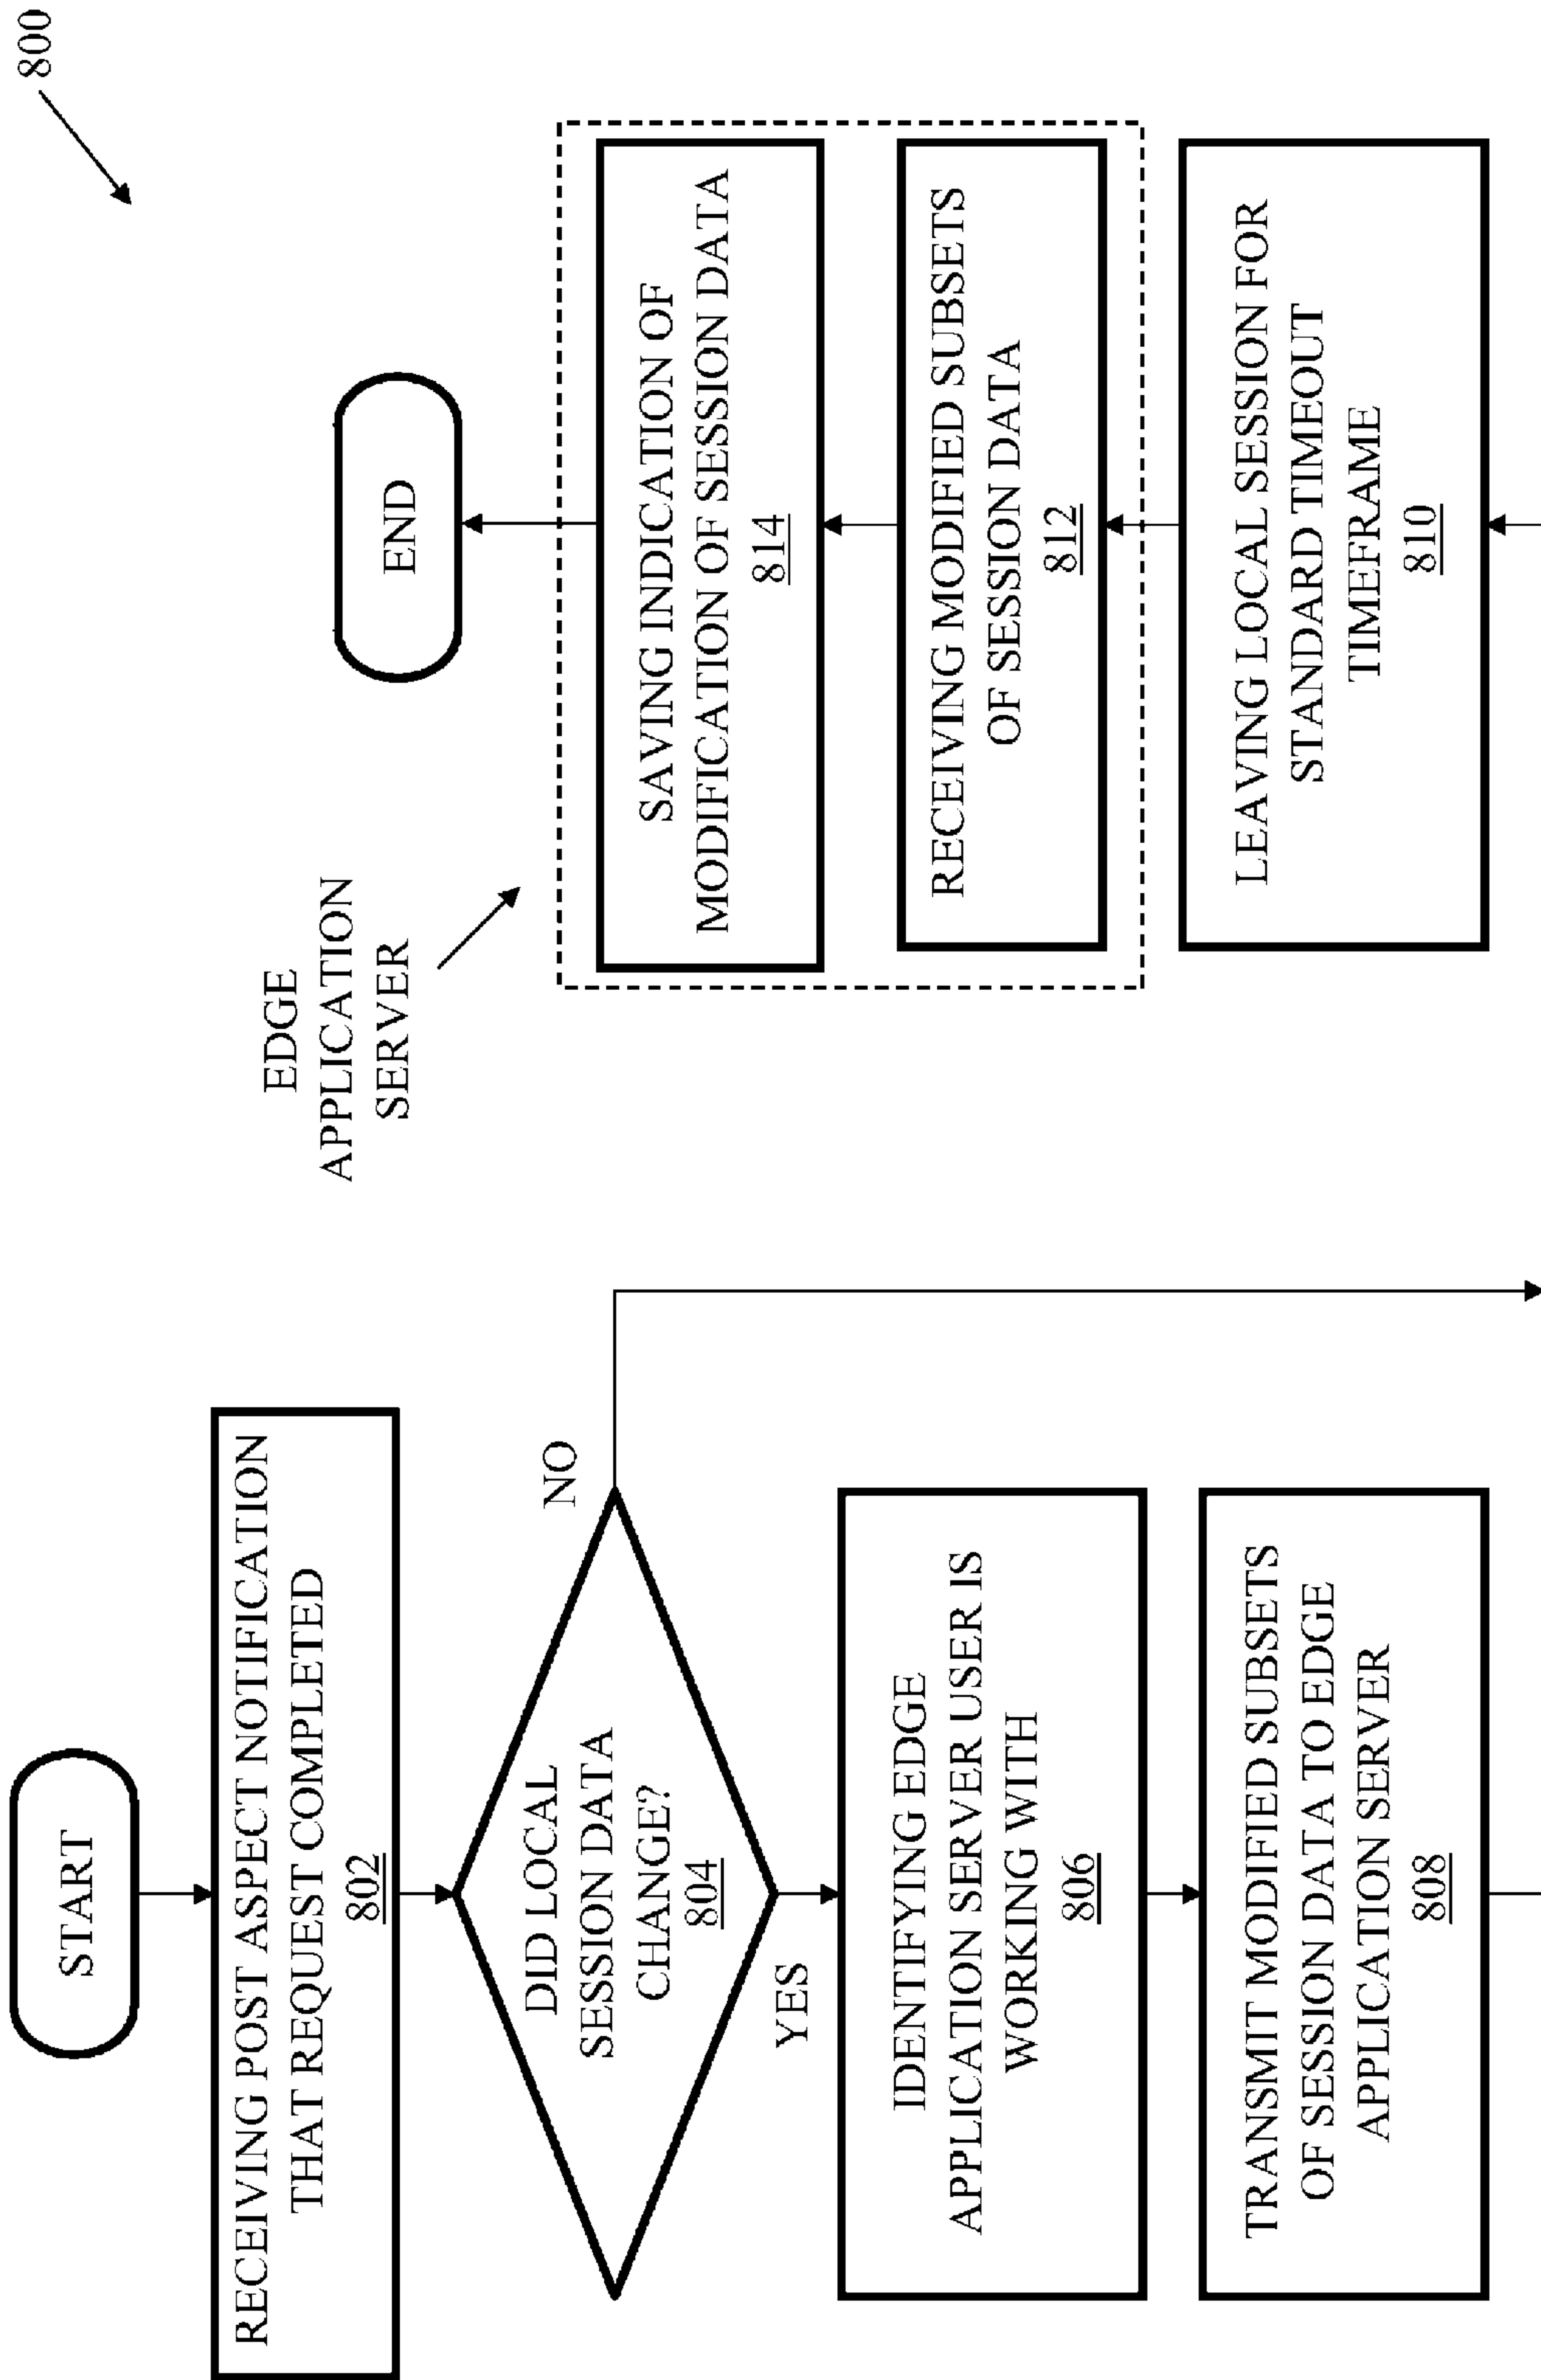 800
START
RECEIVING POST ASPECT NOTIFICATION
THAT REQUEST COMPLETED
802
DID LOCAL
SESSION DATA
CHANGE?
804
NO
YES
IDENTIFYING EDGE
APPLICATION SERVER USER IS
WORKING WITH
806
TRANSMIT MODIFIED SUBSETS
OF SESSION DATA TO EDGE
APPLICATION SERVER
808
EDGE
APPLICATION
SERVER
END
SAVING INDICATION OF
MODIFICATION OF SESSION DATA
814
RECEIVING MODIFIED SUBSETS
OF SESSION DATA
812
LEAVING LOCAL SESSION FOR
STANDARD TIMEOUT
TIMEFRAME
810